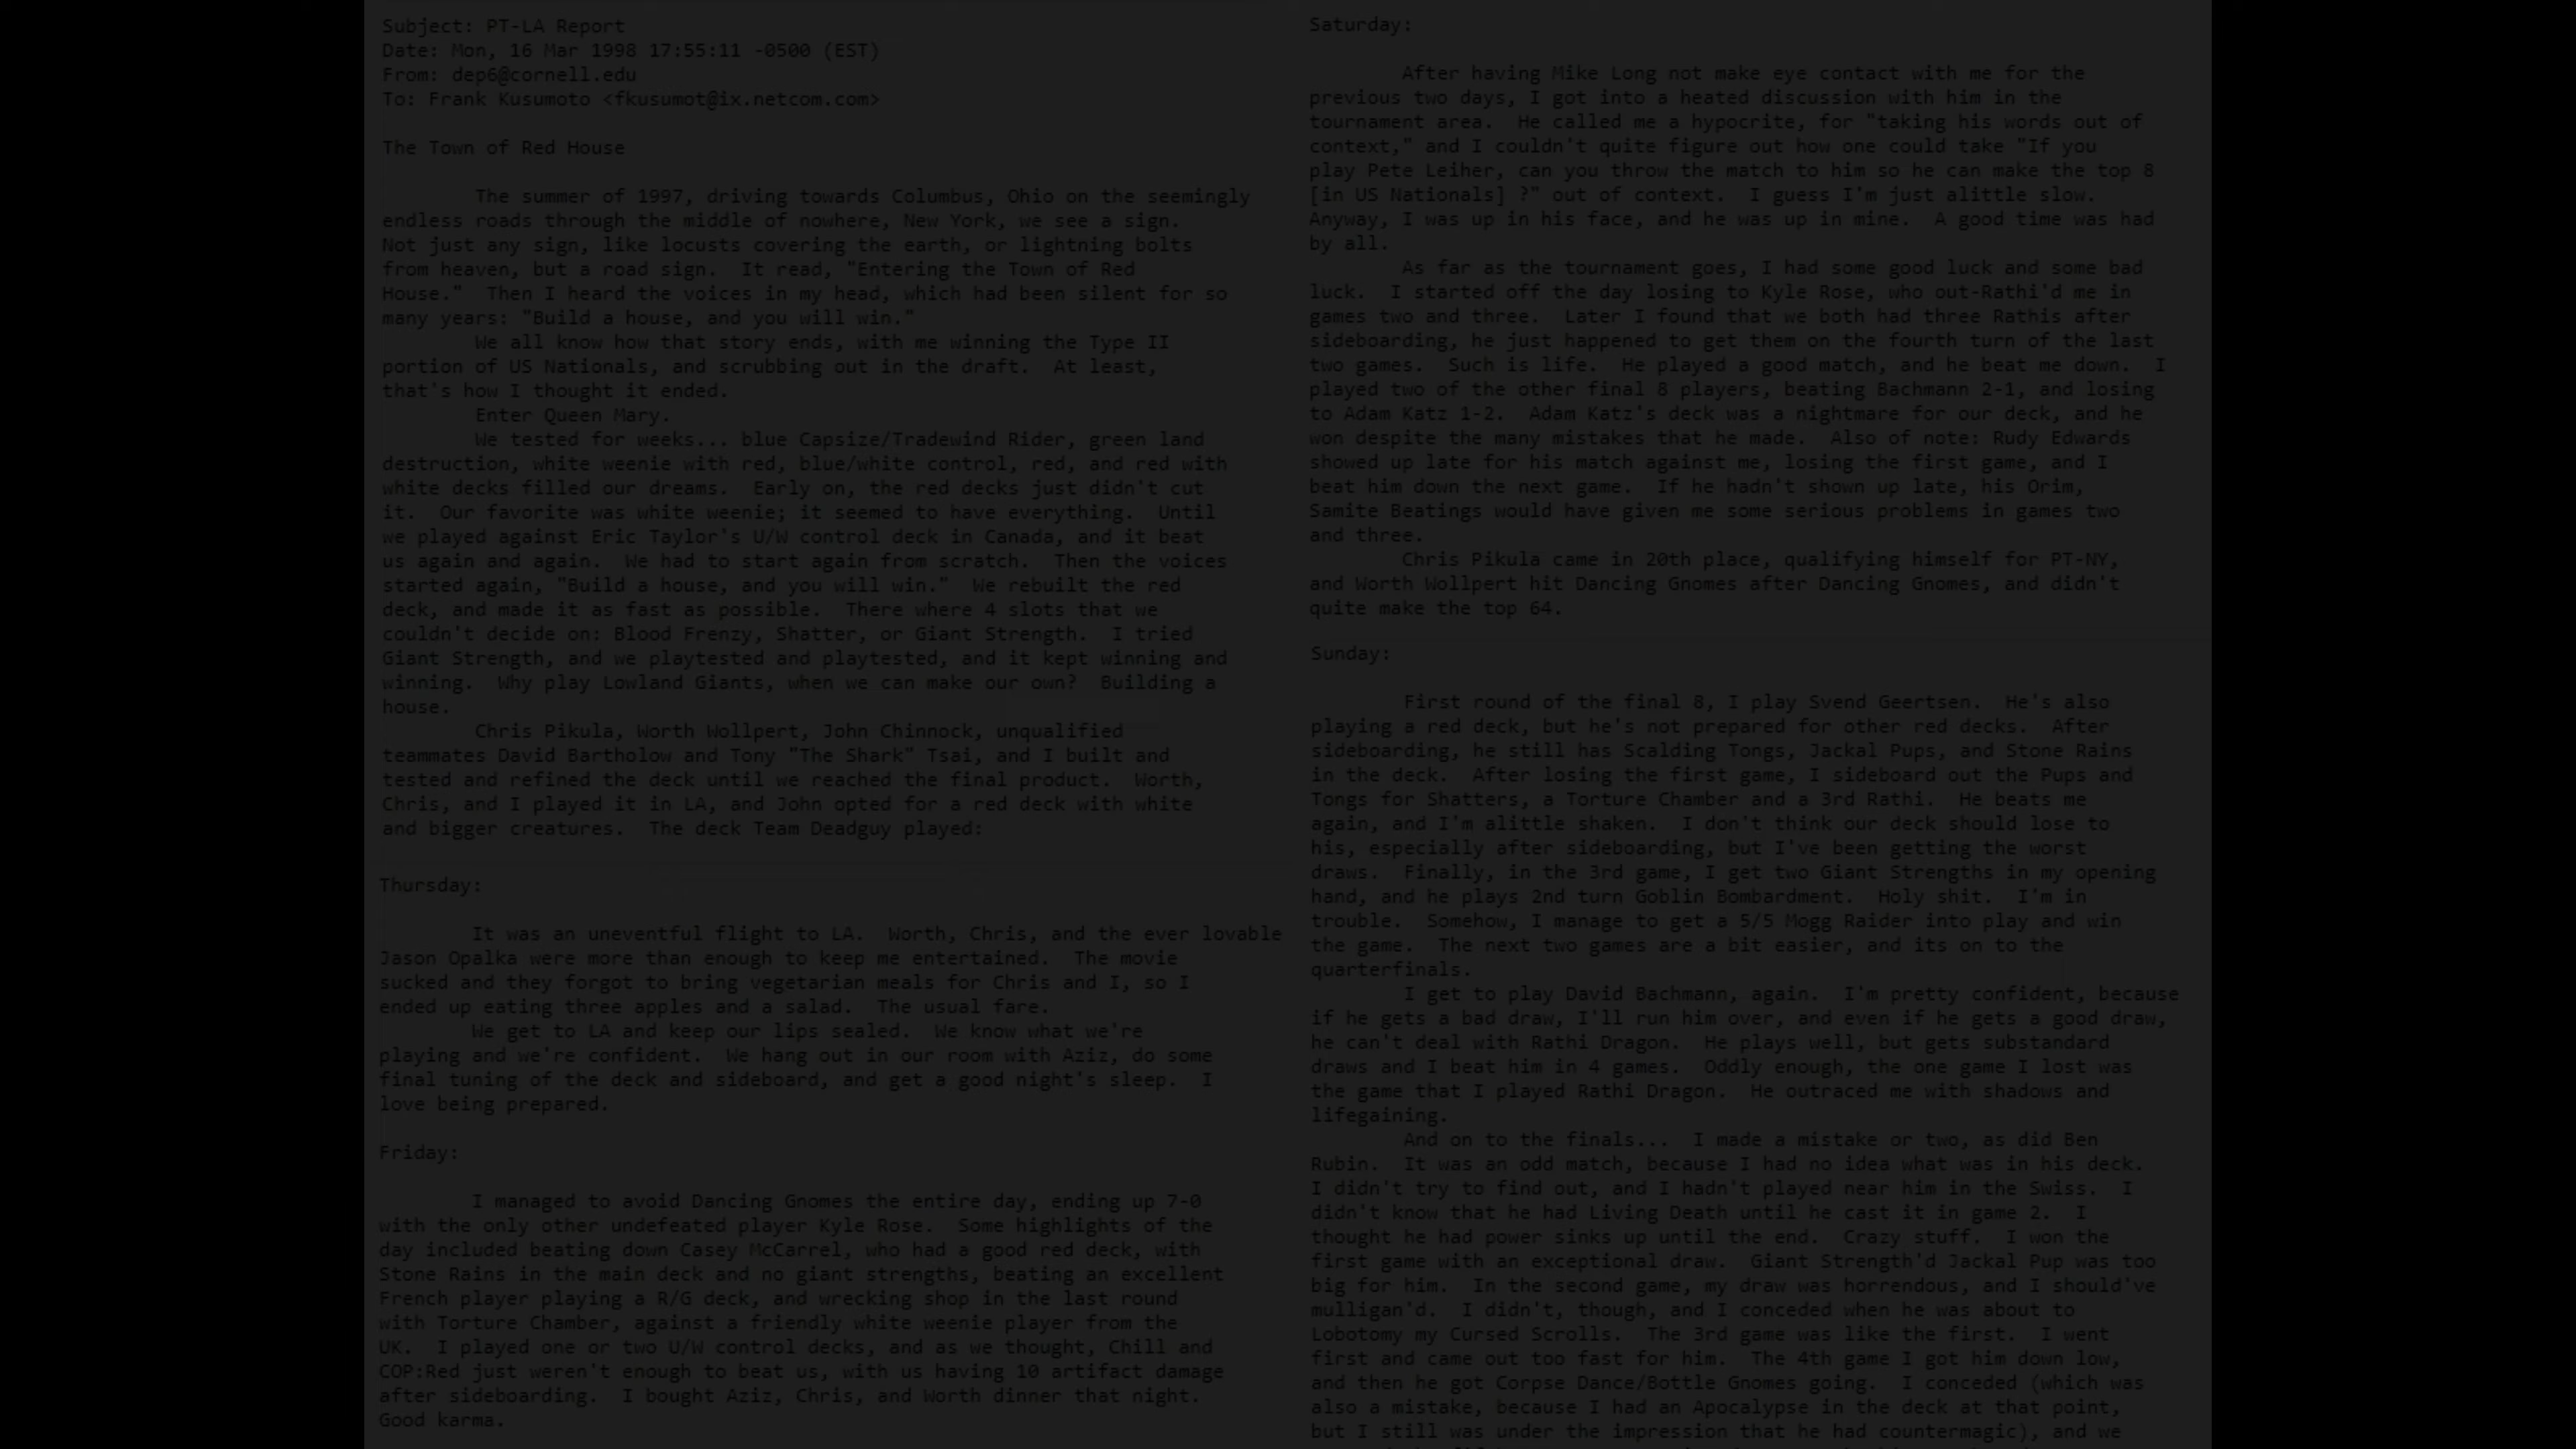 Subject: PT-LA Report
Date: Mon, 16 Mar 1998 17:55:11 -0500 (EST)
From: dep6@cornell.edu
To: Frank Kusumoto <fkusumot@ix.netcom.com>
The Town of Red House
The summer of 1997, driving towards Columbus, Ohio on the seemingly
endless roads through the middle of nowhere, New York, we see a sign.
Not just any sign, like locusts covering the earth, or lightning bolts
from heaven, but a road sign. It read, "Entering the Town of Red
House." Then I heard the voices in my head, which had been silent for so
many years: "Build a house, and you will win."
We all know how that story ends, with me winning the Type II
portion of US Nationals, and scrubbing out in the draft. At least,
that's how I thought it ended.
Enter Queen Mary.
We tested for weeks... blue Capsize/Tradewind Rider, green land
destruction, white weenie with red, blue/white control, red, and red with
white decks filled our dreams. Early on, the red decks just didn't cut
it. Our favorite was white weenie; it seemed to have everything. Until
we played against Eric Taylor's U/W control deck in Canada, and it beat
us again and again. We had to start again from scratch. Then the voices
started again, "Build a house, and you will win." We rebuilt the red
deck, and made it as fast as possible. There where 4 slots that we
couldn't decide on: Blood Frenzy, Shatter, or Giant Strength. I tried
Giant Strength, and we playtested and playtested, and it kept winning and
winning. Why play Lowland Giants, when we can make our own? Building a
house.
Chris Pikula, Worth Wollpert, John Chinnock, unqualified
teammates David Bartholow and Tony "The Shark" Tsai, and I built and
tested and refined the deck until we reached the final product. Worth,
Chris, and I played it in LA, and John opted for a red deck with white
and bigger creatures. The deck Team Deadguy played:
Thursday:
It was an uneventful flight to LA. Worth, Chris, and the ever lovable
Jason Opalka were more than enough to keep me entertained. The movie
sucked and they forgot to bring vegetarian meals for Chris and I, so I
ended up eating three apples and a salad. The usual fare.
We get to LA and keep our lips sealed. We know what we're
playing and we're confident. We hang out in our room with Aziz, do some
final tuning of the deck and sideboard, and get a good night's sleep. I
love being prepared.
Friday:
I managed to avoid Dancing Gnomes the entire day, ending up 7-0
with the only other undefeated player Kyle Rose. Some highlights of the
day included beating down Casey McCarrel, who had a good red deck, with
Stone Rains in the main deck and no giant strengths, beating an excellent
French player playing a R/G deck, and wrecking shop in the last round
with Torture Chamber, against a friendly white weenie player from the
UK. I played one or two U/W control decks, and as we thought, Chill and
COP:Red just weren't enough to beat us, with us having 10 artifact damage
after sideboarding. I bought Aziz, Chris, and Worth dinner that night.
Good karma.
Saturday:
After having Mike Long not make eye contact with me for the
previous two days, I got into a heated discussion with him in the
tournament area. He called me a hypocrite, for "taking his words out of
context," and I couldn't quite figure out how one could take "If you
play Pete Leiher, can you throw the match to him so he can make the top 8
[in US Nationals] ?" out of context. I guess I'm just alittle slow.
Anyway, I was up in his face, and he was up in mine. A good time was had
by all.
As far as the tournament goes, I had some good luck and some bad
luck. I started off the day losing to Kyle Rose, who out-Rathi'd me in
games two and three. Later I found that we both had three Rathis after
sideboarding, he just happened to get them on the fourth turn of the last
two games. Such is life. He played a good match, and he beat me down. I
played two of the other final 8 players, beating Bachmann 2-1, and losing
to Adam Katz 1-2. Adam Katz's deck was a nightmare for our deck, and he
won despite the many mistakes that he made. Also of note: Rudy Edwards
showed up late for his match against me, losing the first game, and I
beat him down the next game. If he hadn't shown up late, his Orim,
Samite Beatings would have given me some serious problems in games two
and three.
Chris Pikula came in 20th place, qualifying himself for PT-NY,
and Worth Wollpert hit Dancing Gnomes after Dancing Gnomes, and didn't
quite make the top 64.
Sunday:
First round of the final 8, I play Svend Geertsen. He's also
playing a red deck, but he's not prepared for other red decks. After
sideboarding, he still has Scalding Tongs, Jackal Pups, and Stone Rains
in the deck. After losing the first game, I sideboard out the Pups and
Tongs for Shatters, a Torture Chamber and a 3rd Rathi. He beats me
again, and I'm alittle shaken. I don't think our deck should lose to
his, especially after sideboarding, but I've been getting the worst
draws. Finally, in the 3rd game, I get two Giant Strengths in my opening
hand, and he plays 2nd turn Goblin Bombardment. Holy shit. I'm in
trouble. Somehow, I manage to get a 5/5 Mogg Raider into play and win
the game. The next two games are a bit easier, and its on to the
quarterfinals.
I get to play David Bachmann, again. I'm pretty confident, because
if he gets a bad draw, I'll run him over, and even if he gets a good draw,
he can't deal with Rathi Dragon. He plays well, but gets substandard
draws and I beat him in 4 games. Oddly enough, the one game I lost was
the game that I played Rathi Dragon. He outraced me with shadows and
lifegaining.
And on to the finals... I made a mistake or two, as did Ben
Rubin. It was an odd match, because I had no idea what was in his deck.
I didn't try to find out, and I hadn't played near him in the Swiss. I
didn't know that he had Living Death until he cast it in game 2. I
thought he had power sinks up until the end. Crazy stuff. I won the
first game with an exceptional draw. Giant Strength'd Jackal Pup was too
big for him. In the second game, my draw was horrendous, and I should've
mulligan'd. I didn't, though, and I conceded when he was about to
Lobotomy my Cursed Scrolls. The 3rd game was like the first. I went
first and came out too fast for him. The 4th game I got him down low,
and then he got Corpse Dance/Bottle Gnomes going. I conceded (which was
also a mistake, because I had an Apocalypse in the deck at that point,
but I still was under the impression that he had countermagic), and we